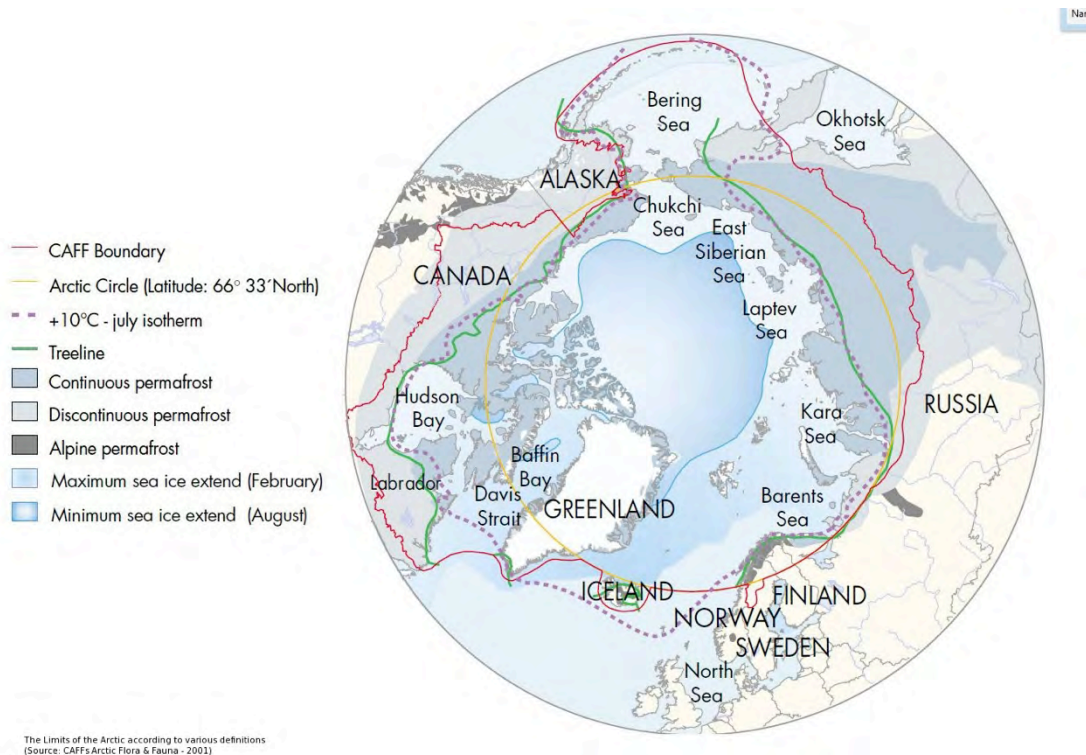 Nar
Bering
Sea
Okhotsk
Sea
ALASKA
Chukchi
Sea
East
Siberian
Sea
CANADA
Laptev
Sea
Hudson
Bay
Kara
Sea
RUSSIA
Baffin
Bay
Labrador
Davis
Strait
GREENLAND
Barents
Sea
ICELAND
FINLAND
NORWAY
SWEDEN
North
Sea
CAFF Boundary
Arctic Circle (Latitude: 66° 33´North)
+10°C - july isotherm
Treeline
Continuous permafrost
Discontinuous permafrost
Alpine permafrost
Maximum sea ice extend (February)
Minimum sea ice extend (August)
The Limits of the Arctic according to various definitions
(Source: CAFFs Arctic Flora & Fauna - 2001)